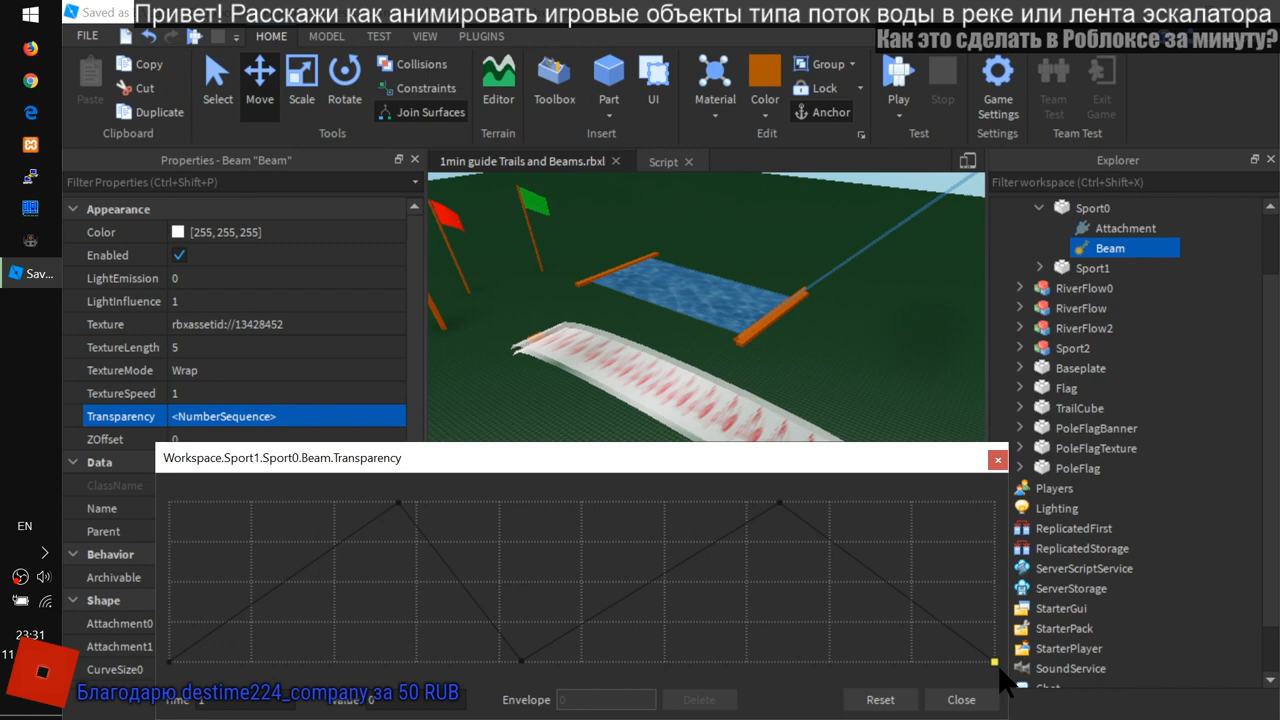 Saved as
Привет! Расскажи как анимировать игровые объекты типа поток воды в реке или лента эскалатора
Как это сделать в Роблоксе за минуту?
FILE HOME MODEL TEST VIEW PLUGINS
Paste Copy Cut Duplicate
Clipboard
Select Move Scale Rotate
Collisions
Constraints
Join Surfaces
Tools
Editor
Terrain
Toolbox Part UI
Insert
Material Color
Group
Lock
Anchor
Edit
Play Stop
Test
Game Settings
Settings
Team Test
Exit Game
Team Test
Properties - Beam "Beam"
Filter Properties (Ctrl+Shift+P)
Appearance
Color [255, 255, 255]
Enabled
LightEmission 0
LightInfluence 1
Texture rbxassetid://13428452
TextureLength 5
TextureMode Wrap
TextureSpeed 1
Transparency <NumberSequence>
ZOffset 0
Data
ClassName
Name
Parent
Behavior
Archivable
Shape
Attachment0
Attachment1
CurveSize0
1min guide Trails and Beams.rbxl
Script
Explorer
Filter workspace (Ctrl+Shift+X)
Sport0
Attachment
Beam
Sport1
RiverFlow0
RiverFlow
RiverFlow2
Sport2
Baseplate
Flag
TrailCube
PoleFlagBanner
PoleFlagTexture
PoleFlag
Players
Lighting
ReplicatedFirst
ReplicatedStorage
ServerScriptService
ServerStorage
StarterGui
StarterPack
StarterPlayer
SoundService
Workspace.Sport1.Sport0.Beam.Transparency
Time 1 Value 0 Envelope 0 Delete Reset Close
Sav...
EN
23:31
11
Благодарю destime224_company за 50 RUB